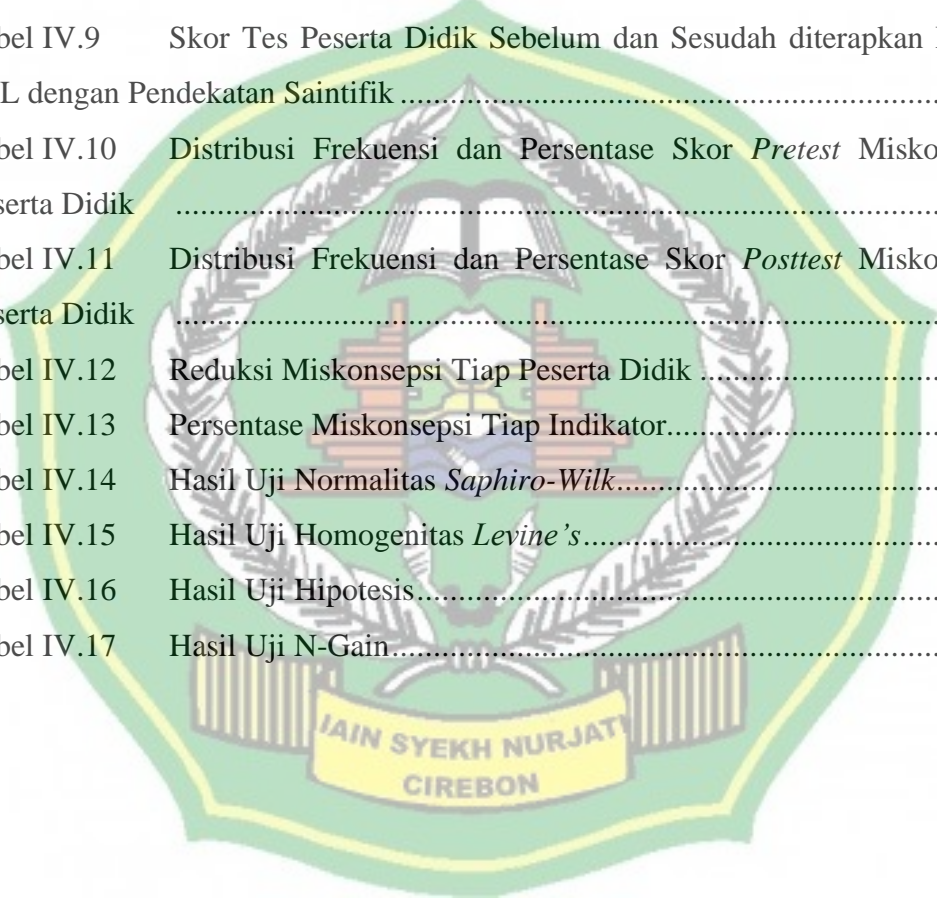 bel IV.9 Skor Tes Peserta Didik Sebelum dan Sesudah diterapkan
L dengan Pendekatan Saintifik ........................................
bel IV.10 Distribusi Frekuensi dan Persentase Skor Pretest Misko
serta Didik ........................................
bel IV.11 Distribusi Frekuensi dan Persentase Skor Posttest Misko
serta Didik ........................................
bel IV.12 Reduksi Miskonsepsi Tiap Peserta Didik ........................................
bel IV.13 Persentase Miskonsepsi Tiap Indikator........................................
bel IV.14 Hasil Uji Normalitas Saphiro-Wilk........................................
bel IV.15 Hasil Uji Homogenitas Levine’s........................................
bel IV.16 Hasil Uji Hipotesis........................................
bel IV.17 Hasil Uji N-Gain........................................
IAIN SYEKH NURJATI
CIREBON